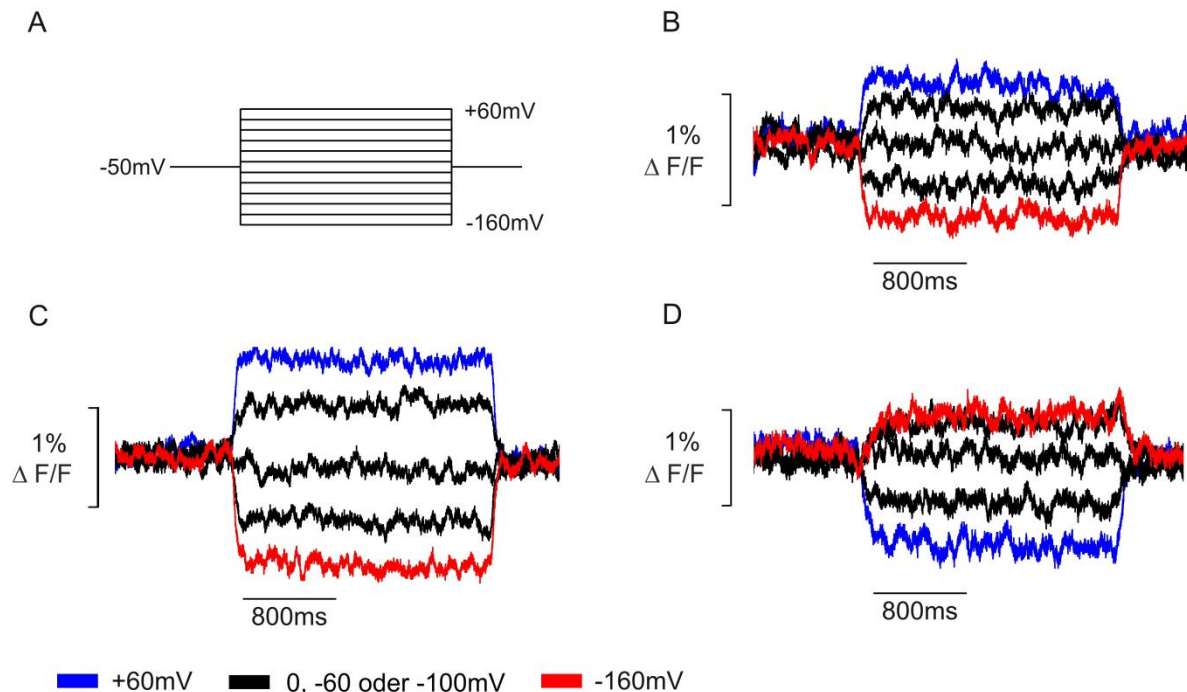 A
B
+60mV
-50mV
-160mV
1%
Δ F/F
800ms
C
D
1%
Δ F/F
800ms
1%
Δ F/F
800ms
+60mV 0, -60 oder -100mV -160mV